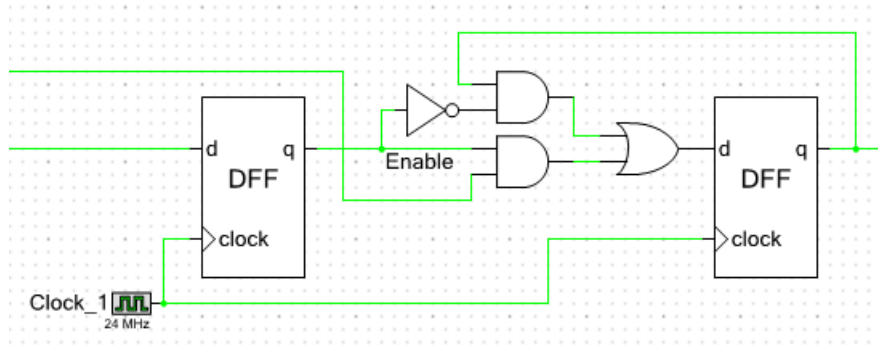 d q
DFF
clock
Enable
d q
DFF
clock
Clock_1
24 MHz